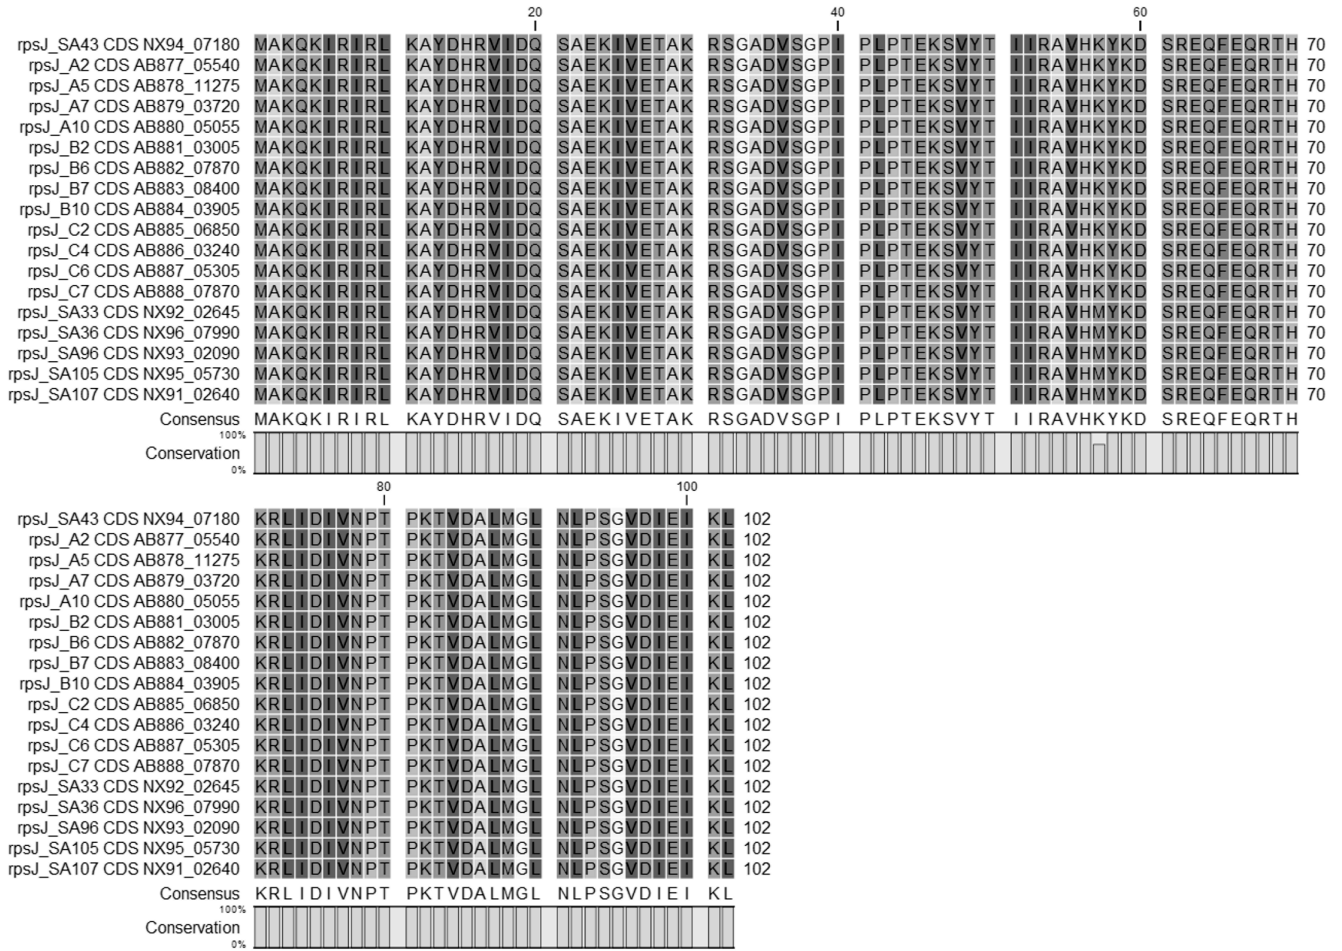 20 40 60
rpsJ_SA43 CDS NX94_07180 MAKQKIRIRL KAYDHRVIDQ SAEKIVETAK RSGADVSGPI PLPTEKSVYT IIRAVHKYKD SREQFEQRTH 70
rpsJ_A2 CDS AB877_05540 MAKQKIRIRL KAYDHRVIDQ SAEKIVETAK RSGADVSGPI PLPTEKSVYT IIRAVHKYKD SREQFEQRTH 70
rpsJ_A5 CDS AB878_11275 MAKQKIRIRL KAYDHRVIDQ SAEKIVETAK RSGADVSGPI PLPTEKSVYT IIRAVHKYKD SREQFEQRTH 70
rpsJ_A7 CDS AB879_03720 MAKQKIRIRL KAYDHRVIDQ SAEKIVETAK RSGADVSGPI PLPTEKSVYT IIRAVHKYKD SREQFEQRTH 70
rpsJ_A10 CDS AB880_05055 MAKQKIRIRL KAYDHRVIDQ SAEKIVETAK RSGADVSGPI PLPTEKSVYT IIRAVHKYKD SREQFEQRTH 70
rpsJ_B2 CDS AB881_03005 MAKQKIRIRL KAYDHRVIDQ SAEKIVETAK RSGADVSGPI PLPTEKSVYT IIRAVHKYKD SREQFEQRTH 70
rpsJ_B6 CDS AB882_07870 MAKQKIRIRL KAYDHRVIDQ SAEKIVETAK RSGADVSGPI PLPTEKSVYT IIRAVHKYKD SREQFEQRTH 70
rpsJ_B7 CDS AB883_08400 MAKQKIRIRL KAYDHRVIDQ SAEKIVETAK RSGADVSGPI PLPTEKSVYT IIRAVHKYKD SREQFEQRTH 70
rpsJ_B10 CDS AB884_03905 MAKQKIRIRL KAYDHRVIDQ SAEKIVETAK RSGADVSGPI PLPTEKSVYT IIRAVHKYKD SREQFEQRTH 70
rpsJ_C2 CDS AB885_06850 MAKQKIRIRL KAYDHRVIDQ SAEKIVETAK RSGADVSGPI PLPTEKSVYT IIRAVHKYKD SREQFEQRTH 70
rpsJ_C4 CDS AB886_03240 MAKQKIRIRL KAYDHRVIDQ SAEKIVETAK RSGADVSGPI PLPTEKSVYT IIRAVHKYKD SREQFEQRTH 70
rpsJ_C6 CDS AB887_05305 MAKQKIRIRL KAYDHRVIDQ SAEKIVETAK RSGADVSGPI PLPTEKSVYT IIRAVHKYKD SREQFEQRTH 70
rpsJ_C7 CDS AB888_07870 MAKQKIRIRL KAYDHRVIDQ SAEKIVETAK RSGADVSGPI PLPTEKSVYT IIRAVHKYKD SREQFEQRTH 70
rpsJ_SA33 CDS NX92_02645 MAKQKIRIRL KAYDHRVIDQ SAEKIVETAK RSGADVSGPI PLPTEKSVYT IIRAVHMYKD SREQFEQRTH 70
rpsJ_SA36 CDS NX96_07990 MAKQKIRIRL KAYDHRVIDQ SAEKIVETAK RSGADVSGPI PLPTEKSVYT IIRAVHMYKD SREQFEQRTH 70
rpsJ_SA96 CDS NX93_02090 MAKQKIRIRL KAYDHRVIDQ SAEKIVETAK RSGADVSGPI PLPTEKSVYT IIRAVHMYKD SREQFEQRTH 70
rpsJ_SA105 CDS NX95_05730 MAKQKIRIRL KAYDHRVIDQ SAEKIVETAK RSGADVSGPI PLPTEKSVYT IIRAVHMYKD SREQFEQRTH 70
rpsJ_SA107 CDS NX91_02640 MAKQKIRIRL KAYDHRVIDQ SAEKIVETAK RSGADVSGPI PLPTEKSVYT IIRAVHMYKD SREQFEQRTH 70
Consensus MAKQKIRIRL KAYDHRVIDQ SAEKIVETAK RSGADVSGPI PLPTEKSVYT IIRAVHKYKD SREQFEQRTH
100%
Conservation
0%
80 100
rpsJ_SA43 CDS NX94_07180 KRLIDIVNPT PKTVDALMGL NLPSGVDIEI KL 102
rpsJ_A2 CDS AB877_05540 KRLIDIVNPT PKTVDALMGL NLPSGVDIEI KL 102
rpsJ_A5 CDS AB878_11275 KRLIDIVNPT PKTVDALMGL NLPSGVDIEI KL 102
rpsJ_A7 CDS AB879_03720 KRLIDIVNPT PKTVDALMGL NLPSGVDIEI KL 102
rpsJ_A10 CDS AB880_05055 KRLIDIVNPT PKTVDALMGL NLPSGVDIEI KL 102
rpsJ_B2 CDS AB881_03005 KRLIDIVNPT PKTVDALMGL NLPSGVDIEI KL 102
rpsJ_B6 CDS AB882_07870 KRLIDIVNPT PKTVDALMGL NLPSGVDIEI KL 102
rpsJ_B7 CDS AB883_08400 KRLIDIVNPT PKTVDALMGL NLPSGVDIEI KL 102
rpsJ_B10 CDS AB884_03905 KRLIDIVNPT PKTVDALMGL NLPSGVDIEI KL 102
rpsJ_C2 CDS AB885_06850 KRLIDIVNPT PKTVDALMGL NLPSGVDIEI KL 102
rpsJ_C4 CDS AB886_03240 KRLIDIVNPT PKTVDALMGL NLPSGVDIEI KL 102
rpsJ_C6 CDS AB887_05305 KRLIDIVNPT PKTVDALMGL NLPSGVDIEI KL 102
rpsJ_C7 CDS AB888_07870 KRLIDIVNPT PKTVDALMGL NLPSGVDIEI KL 102
rpsJ_SA33 CDS NX92_02645 KRLIDIVNPT PKTVDALMGL NLPSGVDIEI KL 102
rpsJ_SA36 CDS NX96_07990 KRLIDIVNPT PKTVDALMGL NLPSGVDIEI KL 102
rpsJ_SA96 CDS NX93_02090 KRLIDIVNPT PKTVDALMGL NLPSGVDIEI KL 102
rpsJ_SA105 CDS NX95_05730 KRLIDIVNPT PKTVDALMGL NLPSGVDIEI KL 102
rpsJ_SA107 CDS NX91_02640 KRLIDIVNPT PKTVDALMGL NLPSGVDIEI KL 102
Consensus KRLIDIVNPT PKTVDALMGL NLPSGVDIEI KL
100%
Conservation
0%